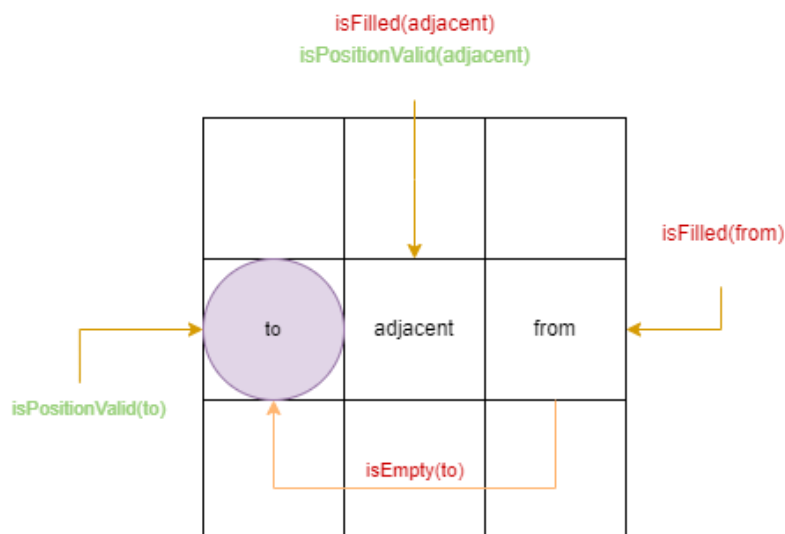 isFilled(adjacent)
isPositionValid(adjacent)
isFilled(from)
to
adjacent
from
isPositionValid(to)
isEmpty(to)